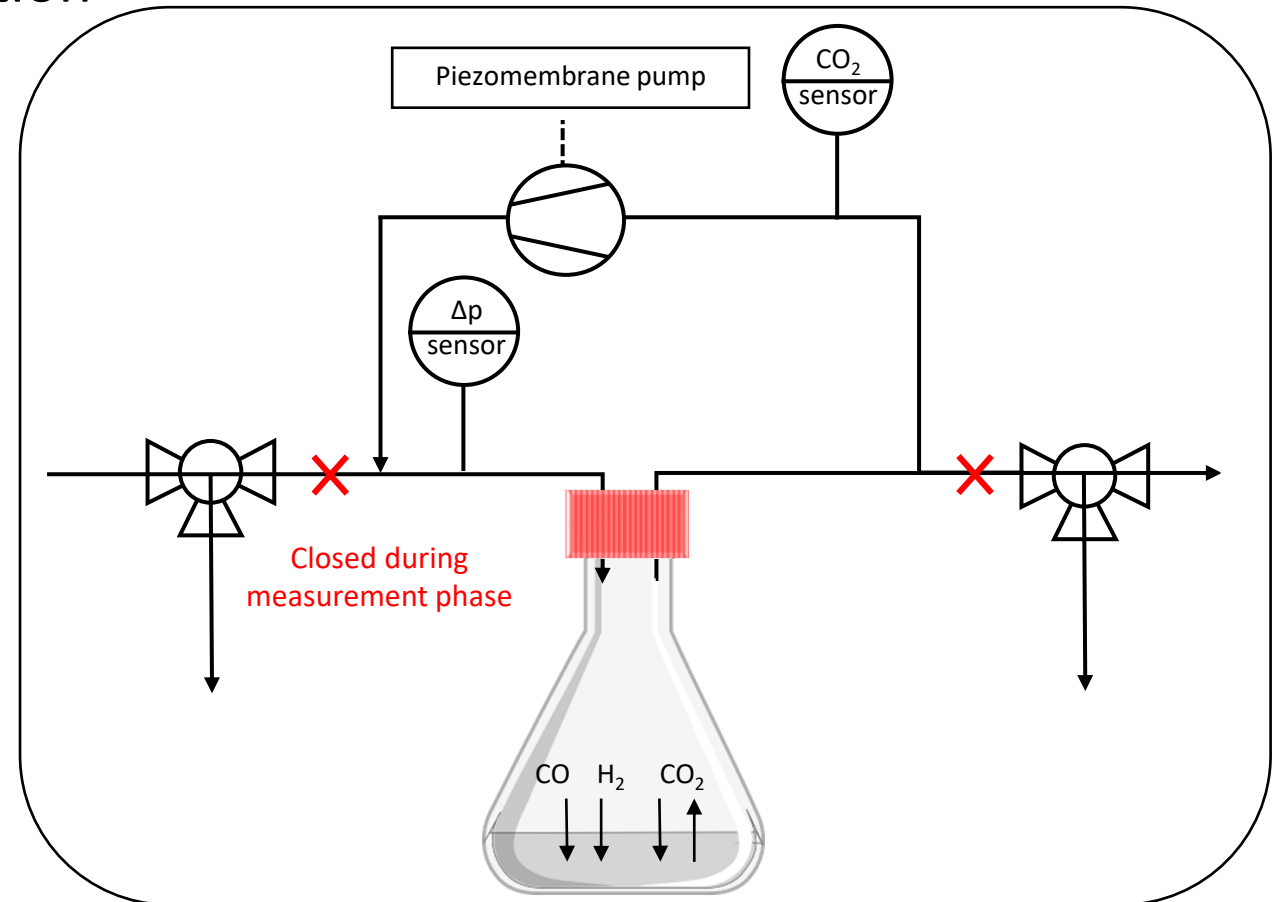 Piezomembrane pump
CO₂
sensor
Δp
sensor
Closed during
measurement phase
CO H₂ CO₂